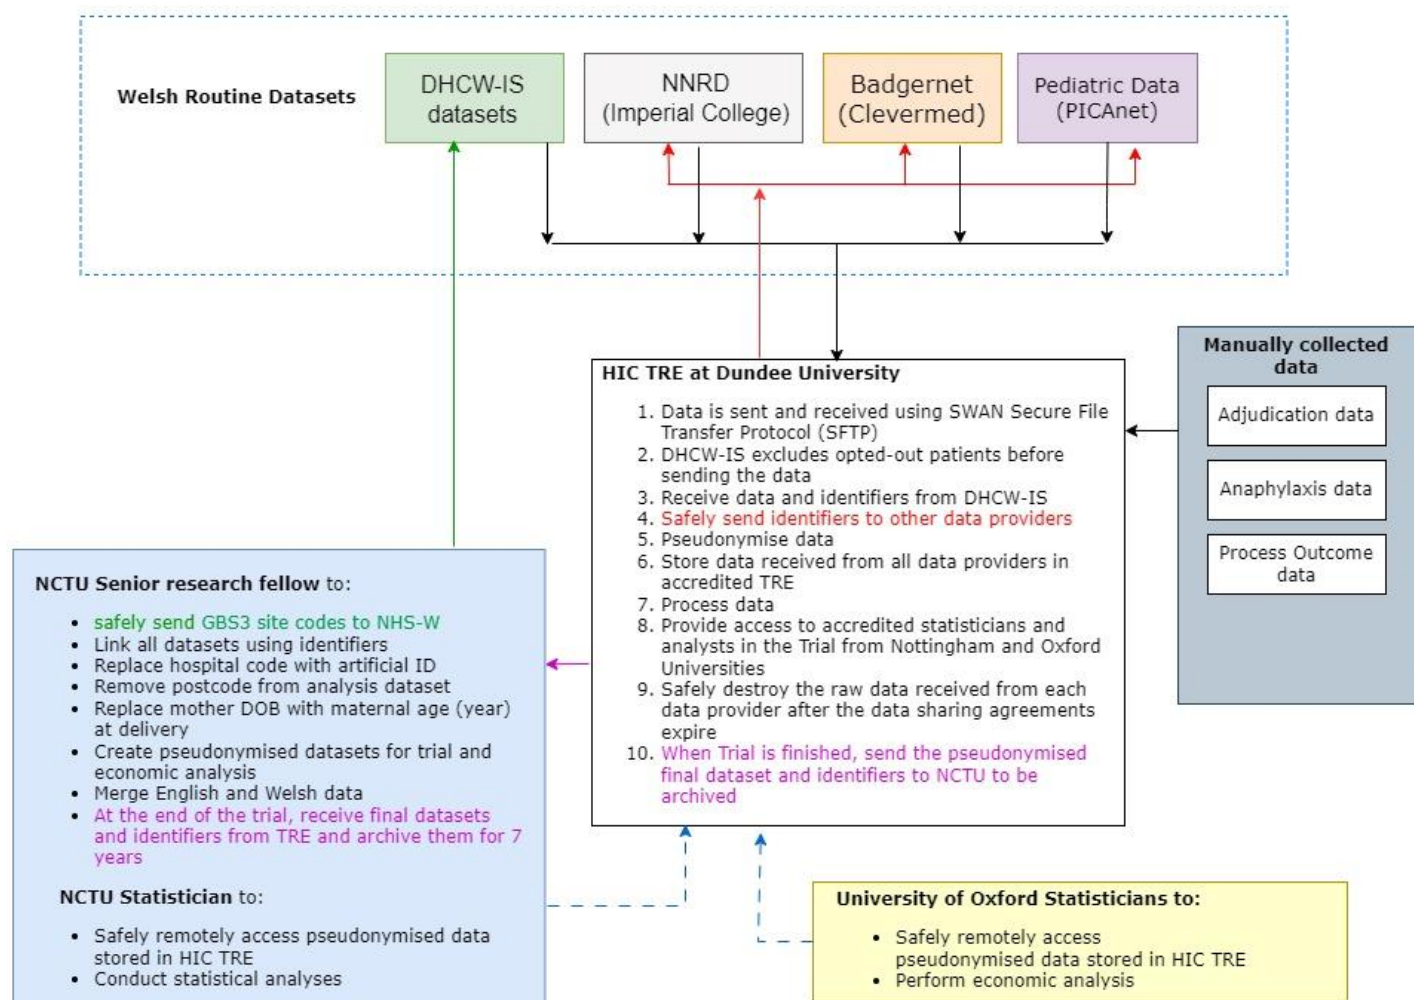 Welsh Routine Datasets
DHCW-IS
datasets
NNRD
(Imperial College)
Badgernet
(Clevermed)
Pediatric Data
(PICAnet)
Manually collected
data
Adjudication data
Anaphylaxis data
Process Outcome
data
HIC TRE at Dundee University
1. Data is sent and received using SWAN Secure File
Transfer Protocol (SFTP)
2. DHCW-IS excludes opted-out patients before
sending the data
3. Receive data and identifiers from DHCW-IS
4. Safely send identifiers to other data providers
5. Pseudonymise data
6. Store data received from all data providers in
accredited TRE
7. Process data
8. Provide access to accredited statisticians and
analysts in the Trial from Nottingham and Oxford
Universities
9. Safely destroy the raw data received from each
data provider after the data sharing agreements
expire
10. When Trial is finished, send the pseudonymised
final dataset and identifiers to NCTU to be
archived
NCTU Senior research fellow to:
• safely send GBS3 site codes to NHS-W
• Link all datasets using identifiers
• Replace hospital code with artificial ID
• Remove postcode from analysis dataset
• Replace mother DOB with maternal age (year)
at delivery
• Create pseudonymised datasets for trial and
economic analysis
• Merge English and Welsh data
• At the end of the trial, receive final datasets
and identifiers from TRE and archive them for 7
years
NCTU Statistician to:
• Safely remotely access pseudonymised data
stored in HIC TRE
• Conduct statistical analyses
University of Oxford Statisticians to:
• Safely remotely access
pseudonymised data stored in HIC TRE
• Perform economic analysis